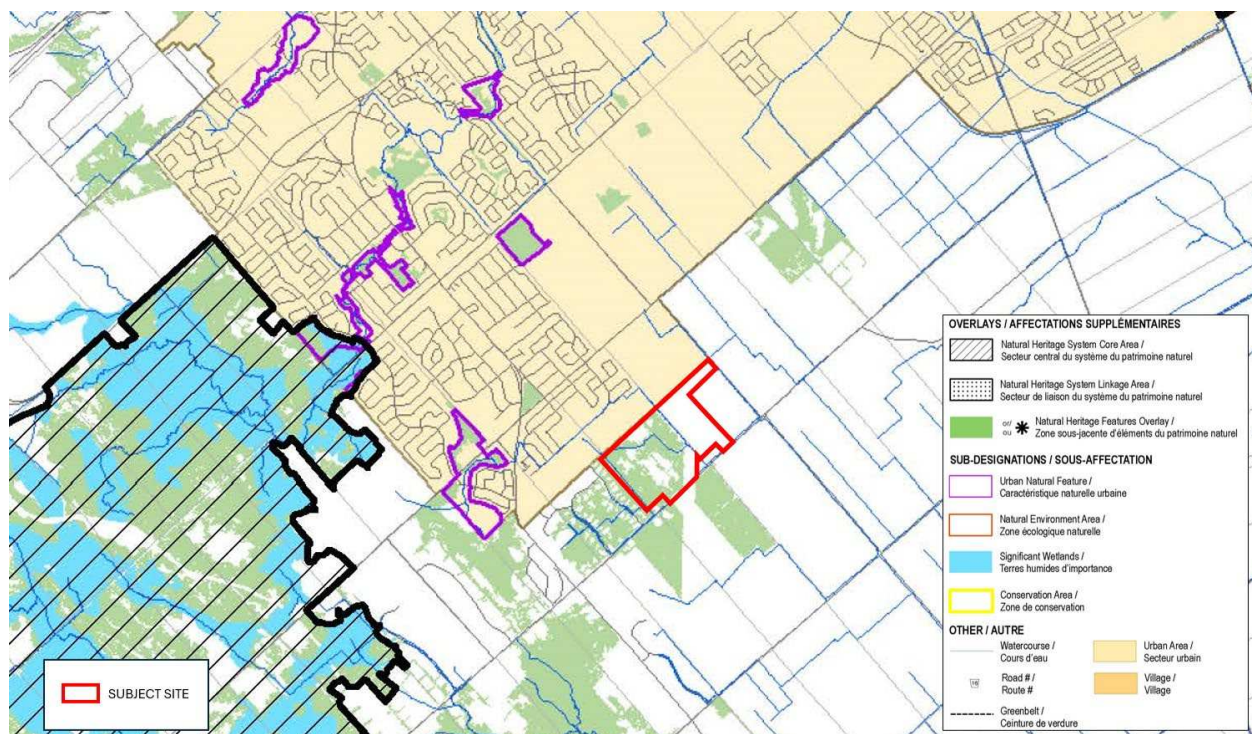 OVERLAYS / AFFECTATIONS SUPPLÉMENTAIRES
Natural Heritage System Core Area /
Secteur central du système du patrimoine naturel
Natural Heritage System Linkage Area /
Secteur de liaison du système du patrimoine naturel
or/
ou
Natural Heritage Features Overlay /
Zone sous-jacente d'éléments du patrimoine naturel
SUB-DESIGNATIONS / SOUS-AFFECTATION
Urban Natural Feature /
Caractéristique naturelle urbaine
Natural Environment Area /
Zone écologique naturelle
Significant Wetlands /
Terres humides d'importance
Conservation Area /
Zone de conservation
OTHER / AUTRE
Watercourse /
Cours d'eau
Road # /
Route #
Greenbelt /
Ceinture de verdure
Urban Area /
Secteur urbain
Village /
Village
SUBJECT SITE